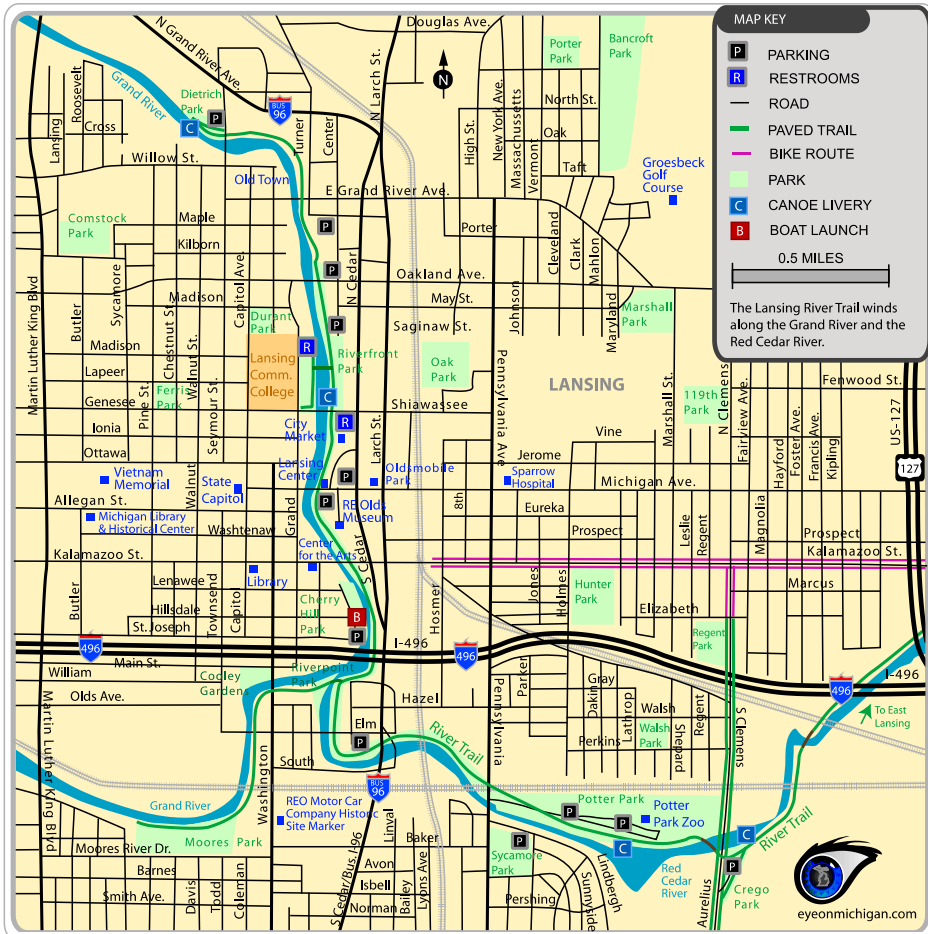 MAP KEY
P PARKING
R RESTROOMS
ROAD
PAVED TRAIL
BIKE ROUTE
PARK
C CANOE LIVERY
B BOAT LAUNCH
0.5 MILES
The Lansing River Trail winds
along the Grand River and the
Red Cedar River.
Douglas Ave.
N Grand River Ave.
Grand River
Roosevelt
Lansing
Cross
Dietrich
Park
P
C
BUS
96
Turner
Center
N Larch St.
N
Porter
Park
Bancroft
Park
North St.
Oak
Taft
High St.
New York Ave.
Massachusetts
Vermont
Groesbeck
Golf
Course
Willow St.
Old Town
E Grand River Ave.
Comstock
Park
Maple
Kilborn
P
P
N Cedar
Porter
Cleveland
Clark
Mahlon
Oakland Ave.
Martin Luther King Blvd
Butler
Sycamore
Madison
Capitol Ave.
May St.
Johnson
Maryland
Marshall
Park
Durant
Park
P
Saginaw St.
Chestnut St.
Walnut St.
Madison
Lapeer
Genesee
Ionia
Ottawa
Pine St.
Ferris
Park
Seymour St.
Lansing
Comm.
College
R
Riverfront
Park
C
Oak
Park
LANSING
Shiawassee
Pennsylvania Ave
119th
Park
Marshall St.
N Clemens
Fairview Ave.
Fenwood St.
Hayford
Foster Ave.
Francis Ave.
Kipling
US-127
127
City
Market
R
Larch St.
Vine
Jerome
Vietnam
Memorial
State
Capitol
Walnut
Lansing
Center
P
Oldsmobile
Park
Sparrow
Hospital
Michigan Ave.
Allegan St.
Michigan Library
& Historical Center
Washtenaw
Grand
P
RE Olds
Museum
8th
Eureka
Prospect
Leslie
Regent
Magnolia
Prospect
Kalamazoo St.
Kalamazoo St.
Center
for the Arts
Library
S Cedar
Lenawee
Hillsdale
St. Joseph
Butler
Townsend
Capitol
Cherry
Hill
Park
B
P
Hosmer
Jones
Holmes
Hunter
Park
Elizabeth
Marcus
Regent
Park
496
I-496
496
496
I-496
Main St.
William
Olds Ave.
Cooley
Gardens
Riverpoint
Park
Hazel
Parker
Pennsylvania
Gray
Dakin
Lathrop
Walsh
Walsh
Park
Shepard
Regent
S Clemens
Perkins
To East
Lansing
Martin Luther King Blvd
Elm
P
South
River Trail
Washington
BUS
96
Grand River
REO Motor Car
Company Historic
Site Marker
Moores Park
Moores River Dr.
Linval
Baker
Potter Park
P
P
Potter
Park Zoo
C
C
River Trail
Barnes
Smith Ave.
Davis
Todd
Coleman
S Cedar/Bus. I-96
Avon
Isbell
Norman
Bailey
Lyons Ave
P
Sycamore
Park
Pershing
Sunnyside
Lindbergh
Red
Cedar
River
Aurelius
P
Crego
Park
eyeonmichigan.com